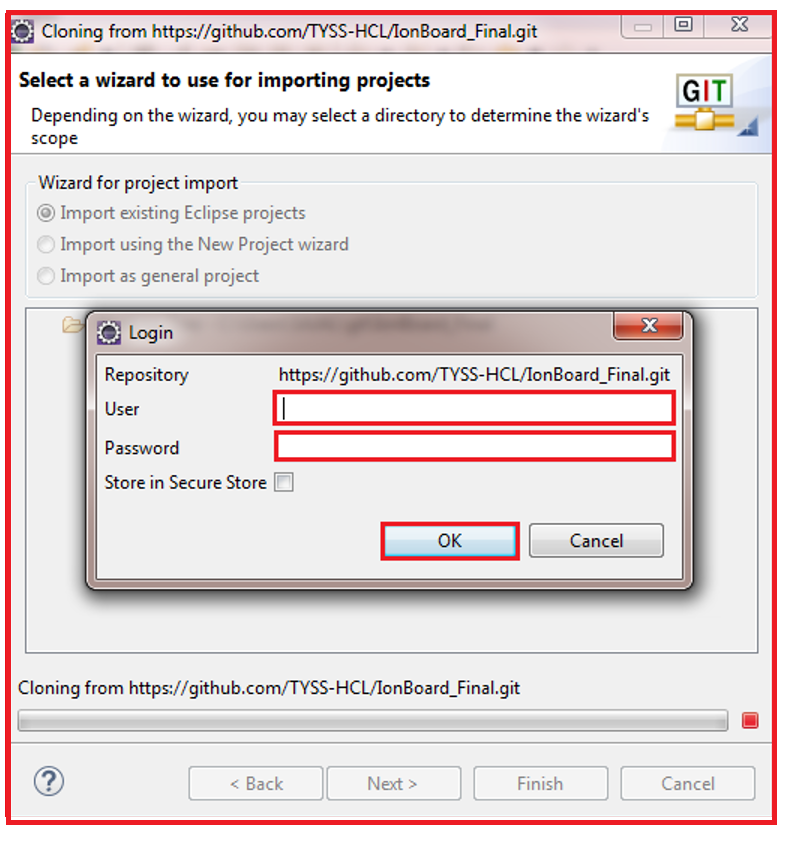 Cloning from https://github.com/TYSS-HCL/IonBoard_Final.git
Select a wizard to use for importing projects
Depending on the wizard, you may select a directory to determine the wizard's
scope
GIT
Wizard for project import
Import existing Eclipse projects
Import using the New Project wizard
Import as general project
Login
Repository https://github.com/TYSS-HCL/IonBoard_Final.git
User
Password
Store in Secure Store
OK Cancel
Cloning from https://github.com/TYSS-HCL/IonBoard_Final.git
? < Back Next > Finish Cancel